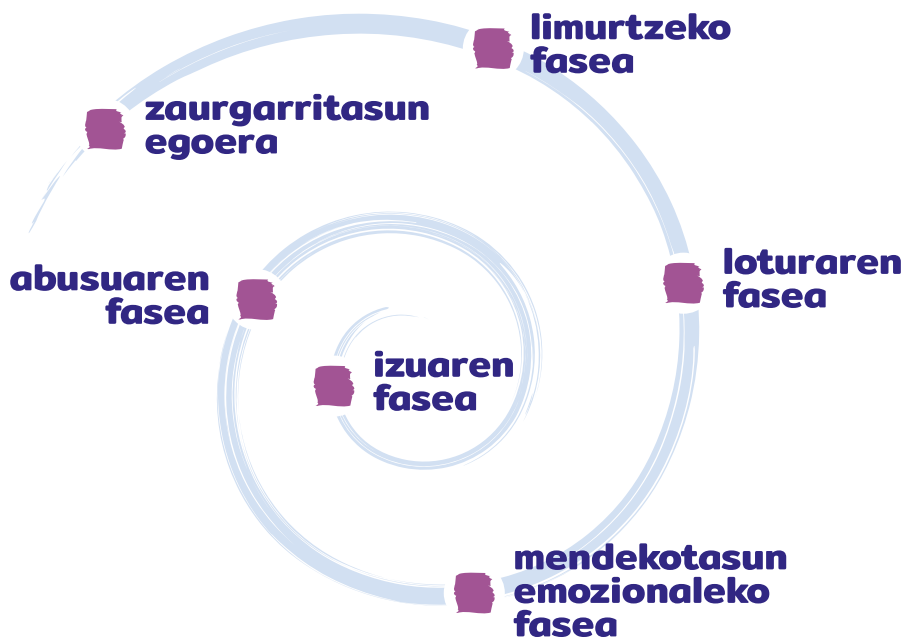 limurtzeko
fasea
zaurgarritasun
egoera
loturaren
fasea
abusuaren
fasea
izuaren
fasea
mendekotasun
emozionaleko
fasea